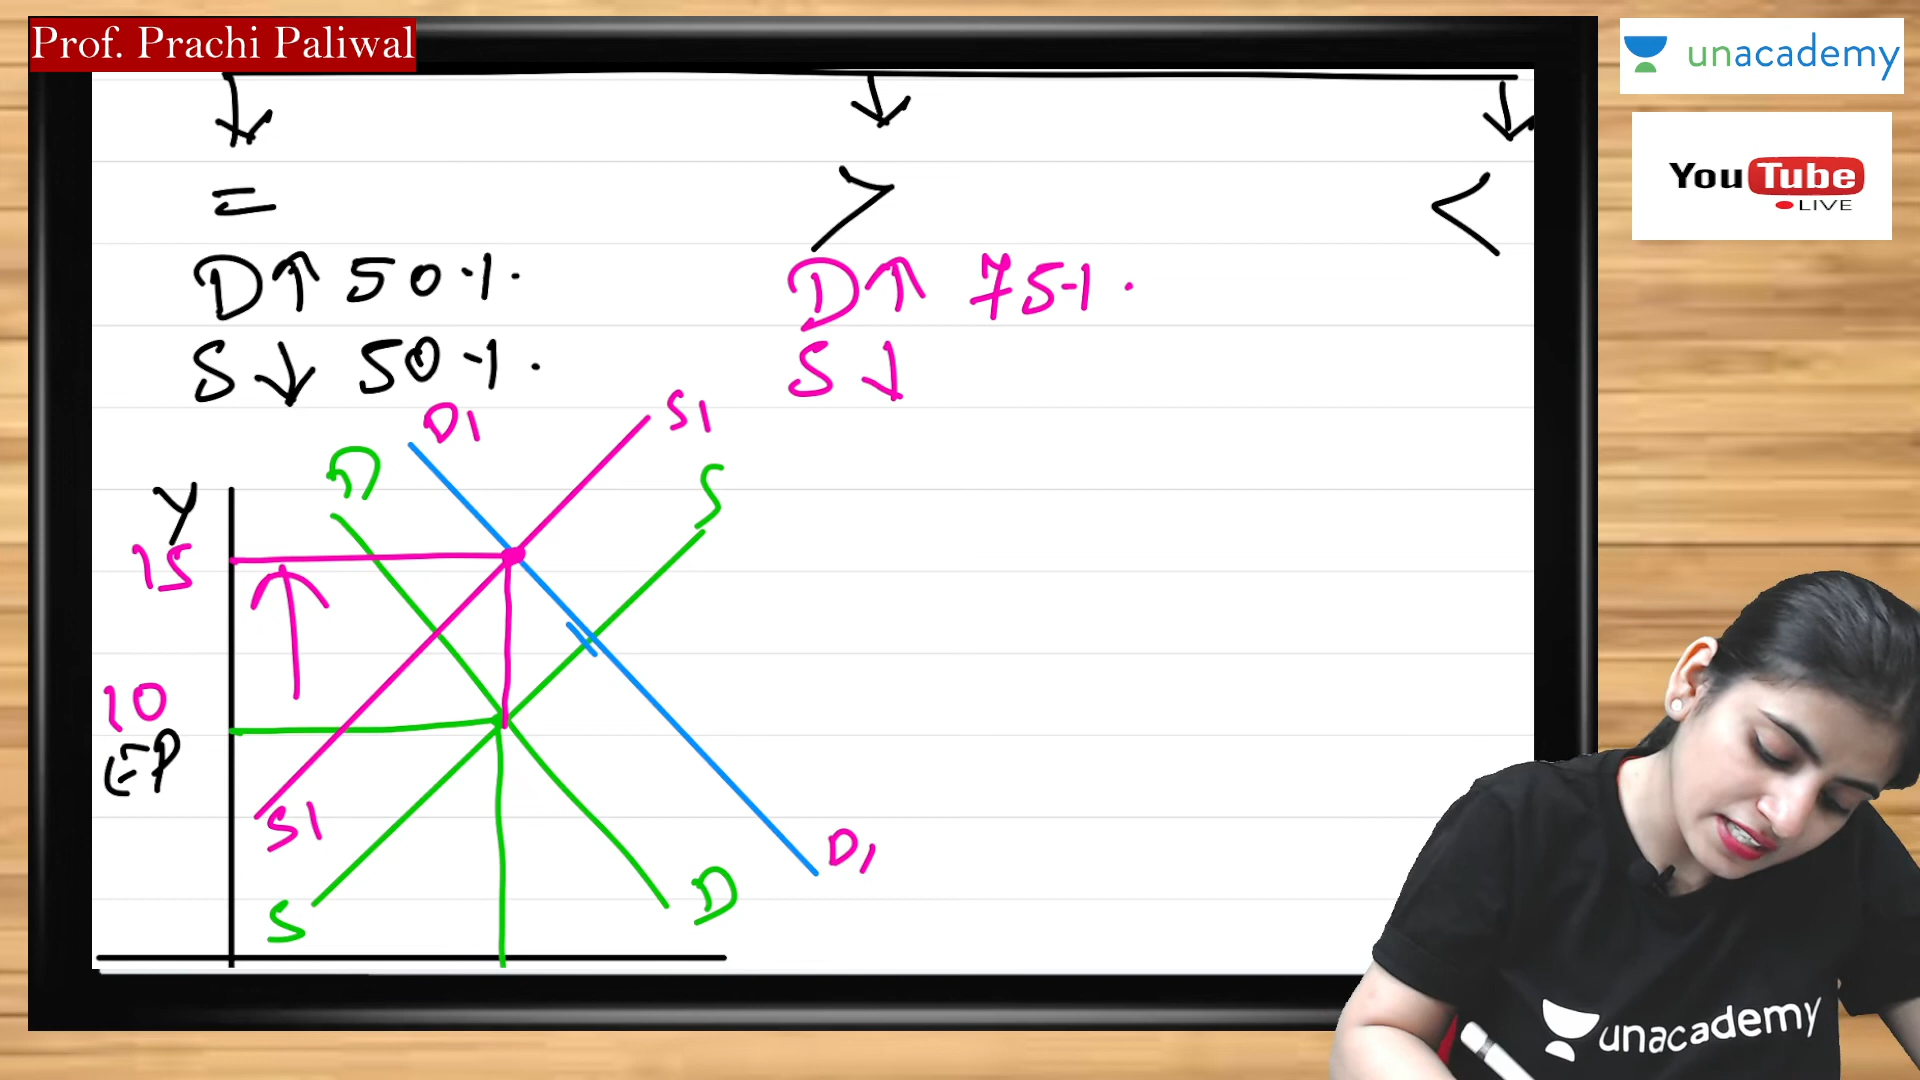 Prof. Prachi Paliwal
unacademy
YouTube
LIVE
= > <
D↑ 50%. D↑ 75%.
S↓ 50%. S↓
D1 S1
D S
Y
15
10
EP
S1 D1
S D
unacademy